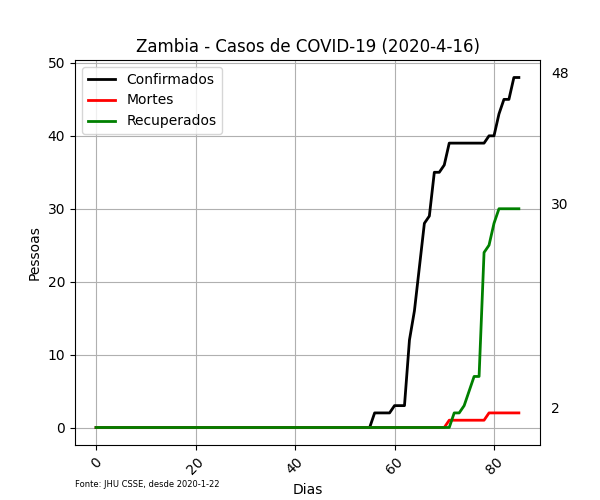 Zambia - Casos de COVID-19 (2020-4-16)
Confirmados
Mortes
Recuperados
50
40
30
20
10
0
Pessoas
48
30
2
0
20
40
60
80
Dias
Fonte: JHU CSSE, desde 2020-1-22